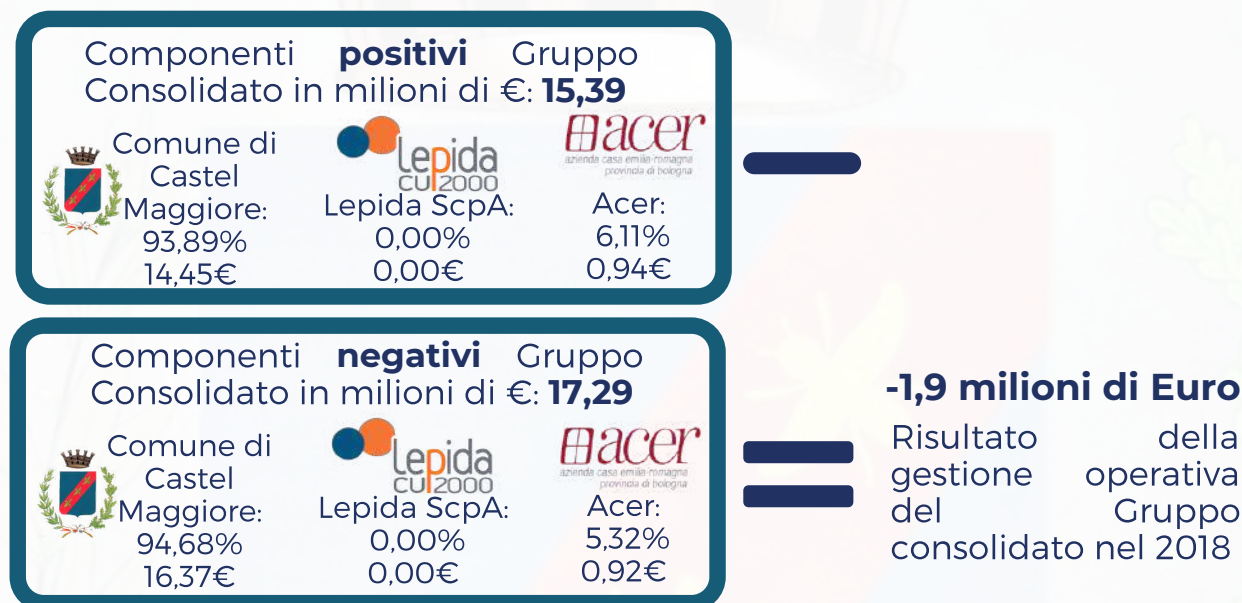 Componenti positivi Gruppo
Consolidato in milioni di €: 15,39
Comune di
Castel
Maggiore:
93,89%
14,45€
Lepida
CUP2000
Lepida ScpA:
0,00%
0,00€
acer
azienda casa emilia-romagna
provincia di bologna
Acer:
6,11%
0,94€
Componenti negativi Gruppo
Consolidato in milioni di €: 17,29
Comune di
Castel
Maggiore:
94,68%
16,37€
Lepida
CUP2000
Lepida ScpA:
0,00%
0,00€
acer
azienda casa emilia-romagna
provincia di bologna
Acer:
5,32%
0,92€
-1,9 milioni di Euro
Risultato della
gestione operativa
del Gruppo
consolidato nel 2018